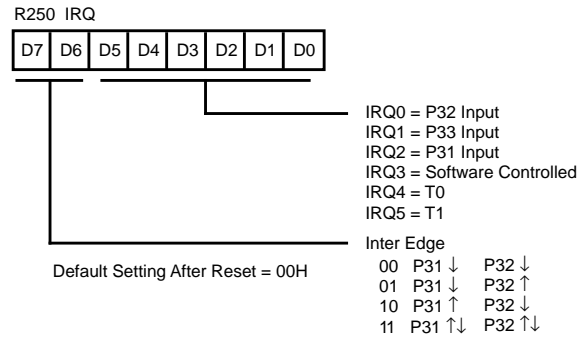 R250 IRQ
D7 D6 D5 D4 D3 D2 D1 D0
IRQ0 = P32 Input
IRQ1 = P33 Input
IRQ2 = P31 Input
IRQ3 = Software Controlled
IRQ4 = T0
IRQ5 = T1
Inter Edge
Default Setting After Reset = 00H
00 P31 ↓ P32 ↓
01 P31 ↓ P32 ↑
10 P31 ↑ P32 ↓
11 P31 ↑↓ P32 ↑↓